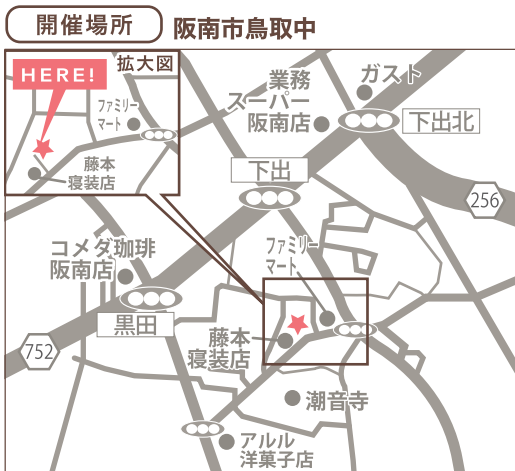 開催場所
阪南市鳥取中
HERE!
拡大図
ファミリー
マート
藤本
寝装店
業務
スーパー
阪南店
ガスト
下出北
下出
256
コメダ珈琲
阪南店
ファミリー
マート
黒田
752
藤本
寝装店
潮音寺
アルル
洋菓子店